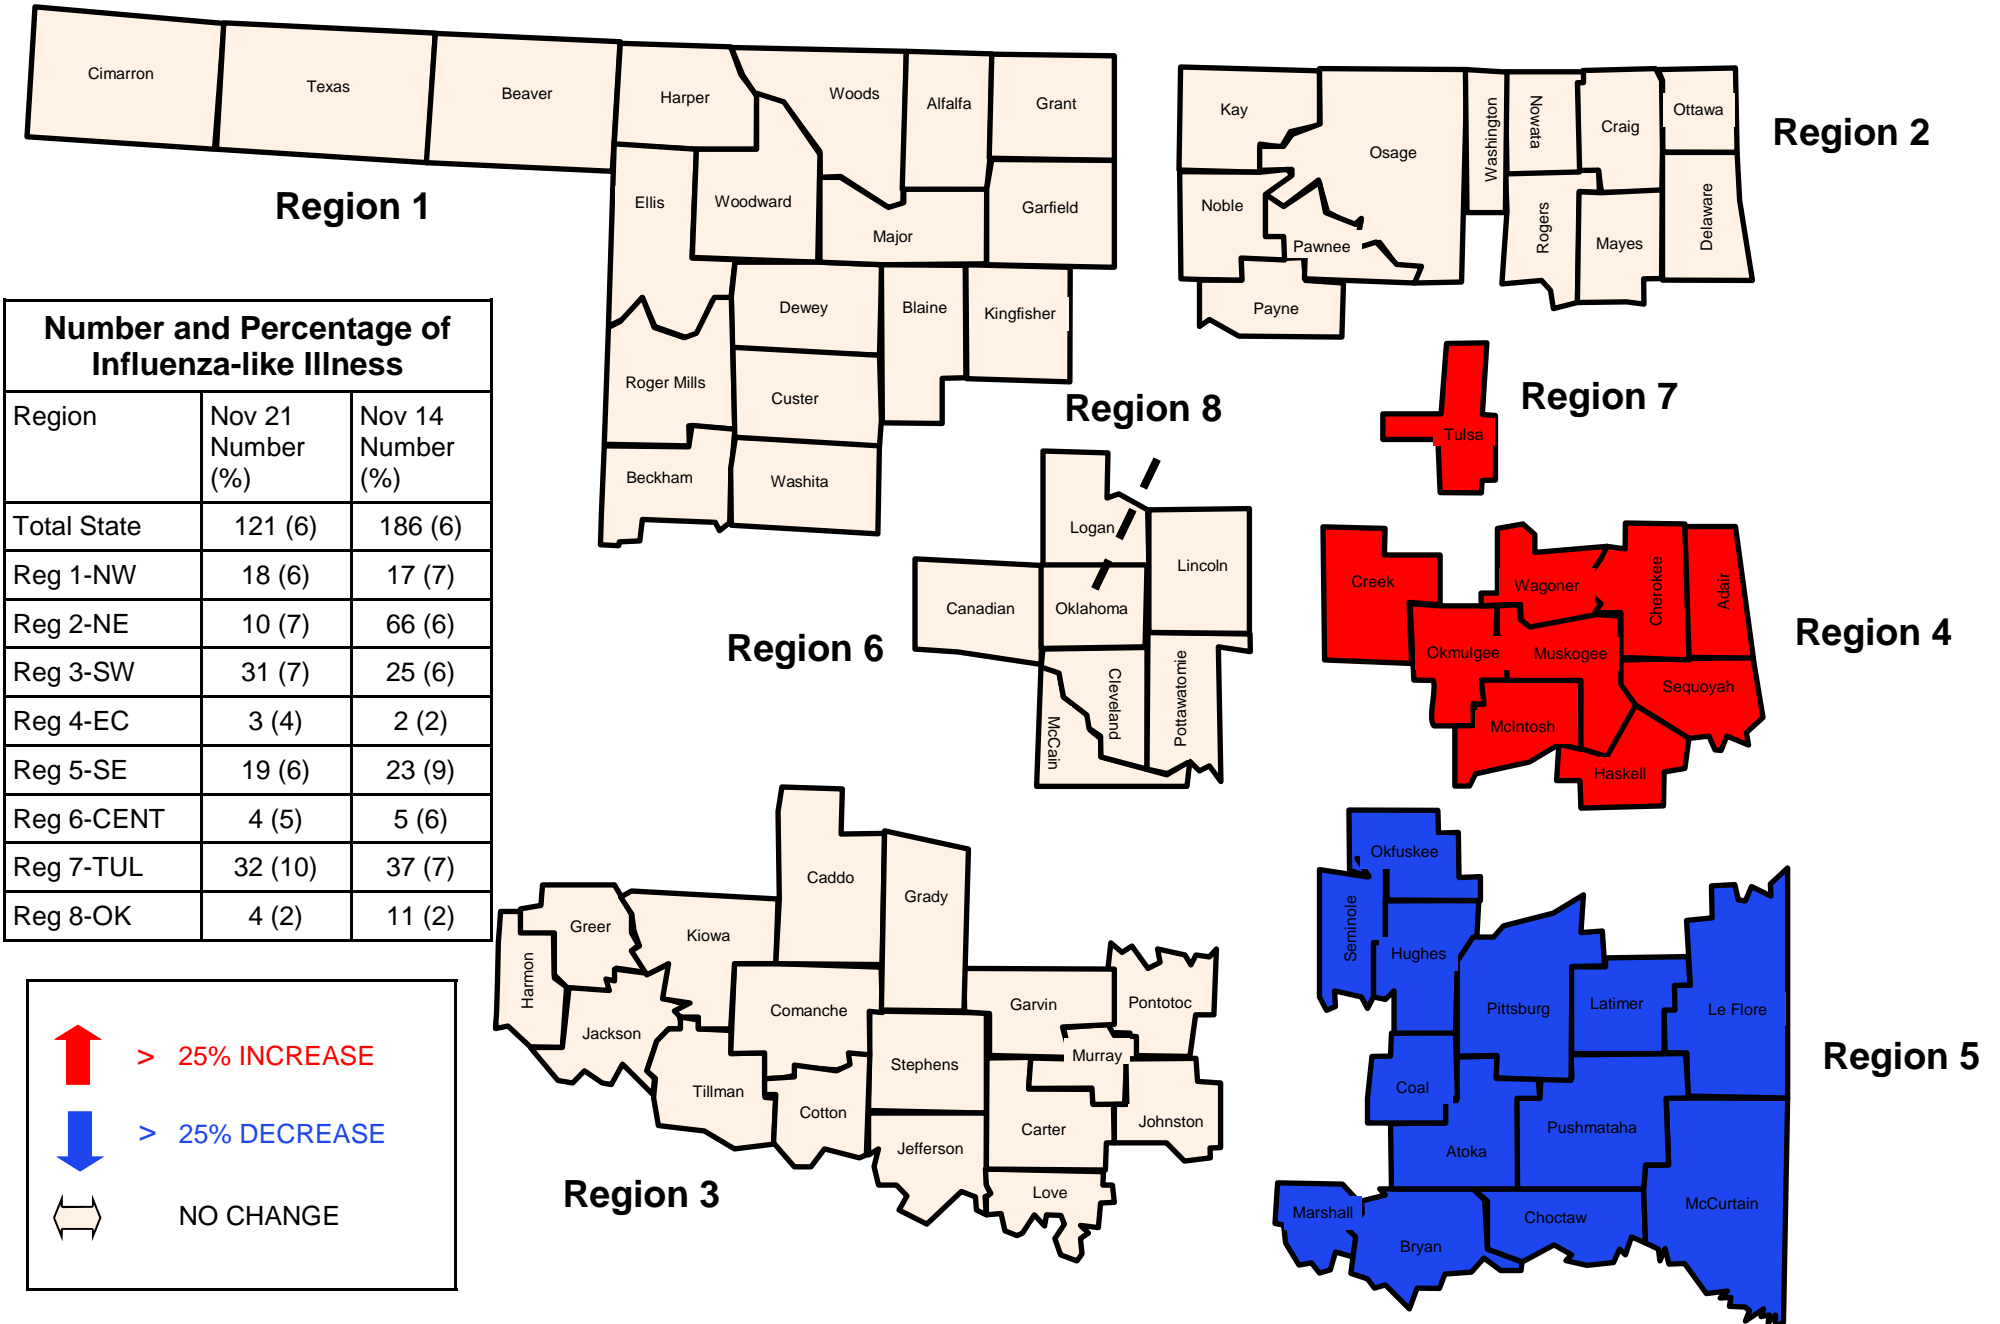 Cimarron
Texas
Beaver
Harper
Woods
Alfalfa
Grant
Ellis
Woodward
Major
Garfield
Region 1
Dewey
Blaine
Kingfisher
Roger Mills
Custer
Beckham
Washita
Kay
Osage
Washington
Nowata
Craig
Ottawa
Region 2
Noble
Pawnee
Rogers
Mayes
Delaware
Payne
Number and Percentage of
Influenza-like Illness
Region
Nov 21
Number
(%)
Nov 14
Number
(%)
Total State 121 (6) 186 (6)
Reg 1-NW 18 (6) 17 (7)
Reg 2-NE 10 (7) 66 (6)
Reg 3-SW 31 (7) 25 (6)
Reg 4-EC 3 (4) 2 (2)
Reg 5-SE 19 (6) 23 (9)
Reg 6-CENT 4 (5) 5 (6)
Reg 7-TUL 32 (10) 37 (7)
Reg 8-OK 4 (2) 11 (2)
Region 8
Region 7
Tulsa
Logan
Lincoln
Canadian
Oklahoma
Region 6
Cleveland
McCain
Pottawatomie
Creek
Wagoner
Cherokee
Adair
Region 4
Okmulgee
Muskogee
Sequoyah
McIntosh
Haskell
Caddo
Grady
Greer
Kiowa
Harmon
Jackson
Comanche
Garvin
Pontotoc
Murray
Stephens
Tillman
Cotton
Carter
Johnston
Jefferson
Love
Region 3
Okfuskee
Seminole
Hughes
Pittsburg
Latimer
Le Flore
Region 5
Coal
Atoka
Pushmataha
McCurtain
Marshall
Bryan
Choctaw
> 25% INCREASE
> 25% DECREASE
NO CHANGE